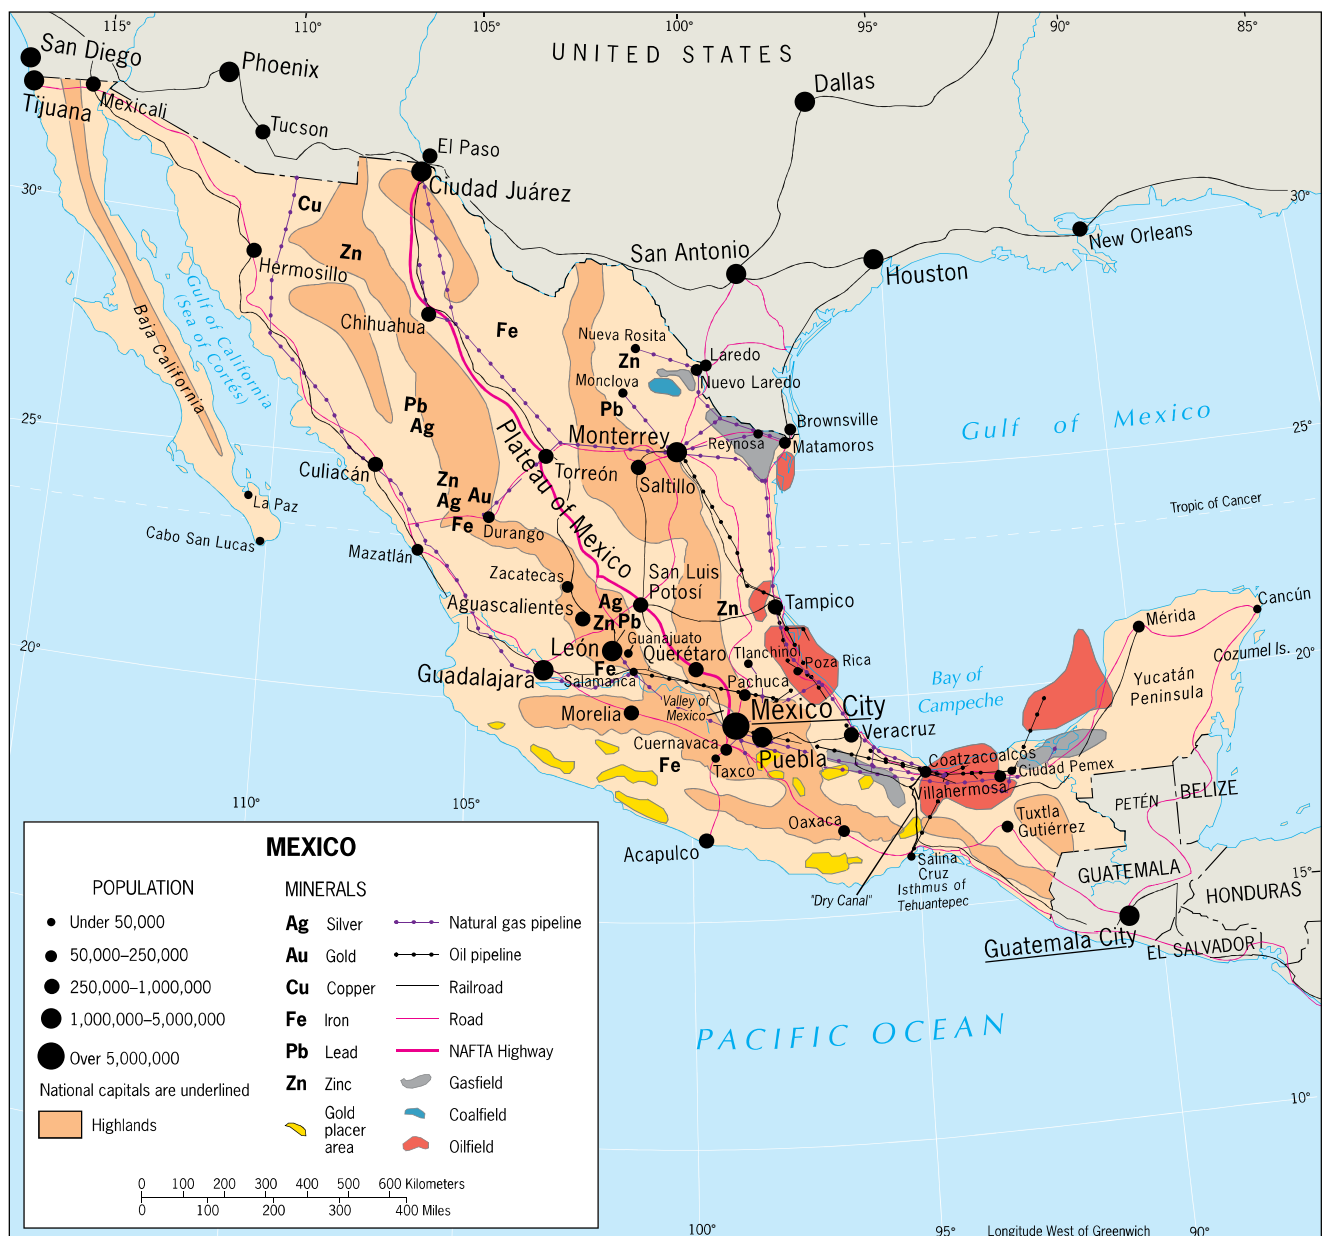 115°
110°
105°
100°
95°
90°
85°
San Diego
Phoenix
UNITED STATES
Dallas
Tijuana
Mexicali
Tucson
El Paso
Ciudad Juárez
30°
30°
Cu
Zn
San Antonio
New Orleans
Houston
Hermosillo
Gulf of California
(Sea of Cortés)
Baja California
Chihuahua
Fe
Nueva Rosita
Zn
Laredo
Nuevo Laredo
Monclova
Pb
Pb
Ag
Brownsville
Gulf of Mexico
25°
25°
Monterrey
Reynosa
Matamoros
Plateau of Mexico
Culiacán
Torreón
Saltillo
Zn
Ag
Au
Fe
La Paz
Durango
Tropic of Cancer
Cabo San Lucas
Mazatlán
Zacatecas
San Luis
Potosí
Aguascalientes
Ag
Zn
Pb
Zn
Tampico
Cancún
Mérida
20°
20°
León
Guanajuato
Querétaro
Tlanchinol
Poza Rica
Cozumel Is.
Guadalajara
Fe
Salamanca
Pachuca
Bay of
Campeche
Yucatán
Peninsula
Valley of
Mexico
Mexico City
Morelia
Veracruz
Cuernavaca
Puebla
Coatzacoalcos
Ciudad Pemex
Fe
Taxco
Villahermosa
PETÉN
BELIZE
110°
105°
Oaxaca
Tuxtla
Gutiérrez
Acapulco
Salina
Cruz
GUATEMALA
15°
"Dry Canal"
Isthmus of
Tehuantepec
HONDURAS
Guatemala City
EL SALVADOR
PACIFIC OCEAN
10°
100°
95°
90°
Longitude West of Greenwich
MEXICO
POPULATION
Under 50,000
50,000–250,000
250,000–1,000,000
1,000,000–5,000,000
Over 5,000,000
National capitals are underlined
Highlands
MINERALS
Ag Silver
Au Gold
Cu Copper
Fe Iron
Pb Lead
Zn Zinc
Gold
placer
area
Natural gas pipeline
Oil pipeline
Railroad
Road
NAFTA Highway
Gasfield
Coalfield
Oilfield
0 100 200 300 400 500 600 Kilometers
0 100 200 300 400 Miles